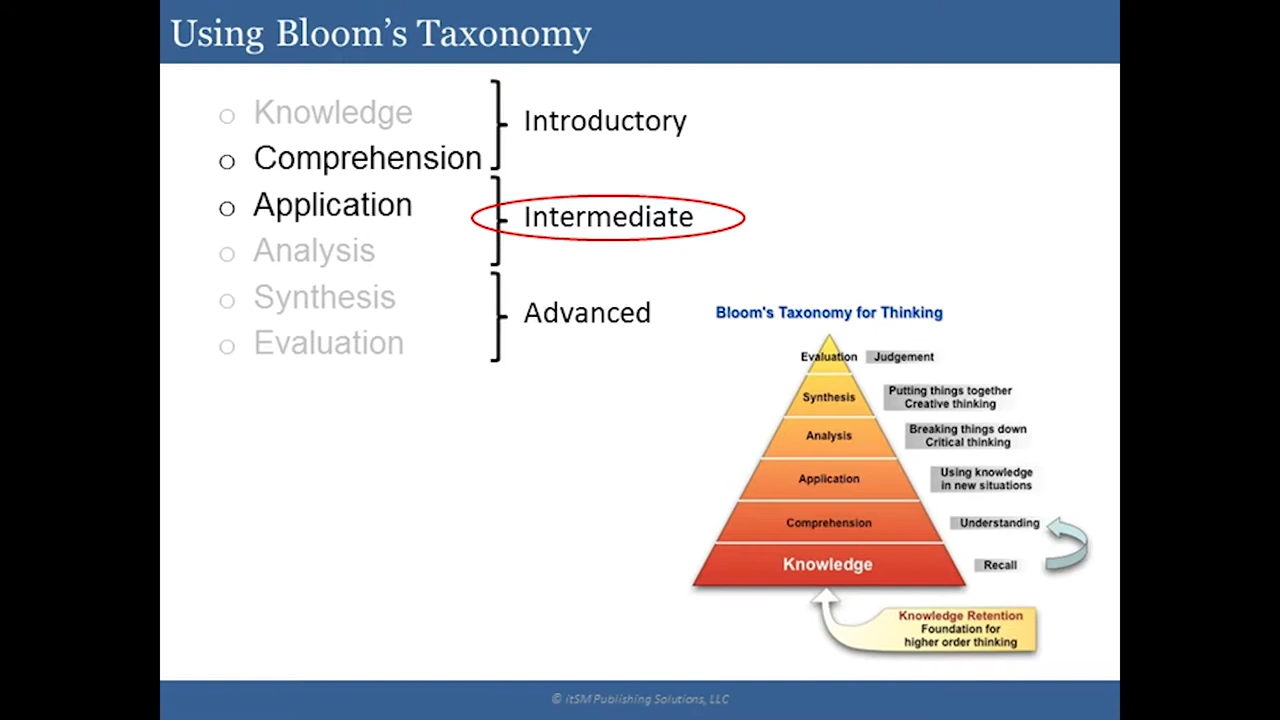 Using Bloom's Taxonomy
Knowledge
Comprehension
Application
Analysis
Synthesis
Evaluation
Introductory
Intermediate
Advanced
Bloom's Taxonomy for Thinking
Evaluation
Judgement
Synthesis
Putting things together
Creative thinking
Analysis
Breaking things down
Critical thinking
Application
Using knowledge
in new situations
Comprehension
Understanding
Knowledge
Recall
Knowledge Retention
Foundation for
higher order thinking
© itSM Publishing Solutions, LLC